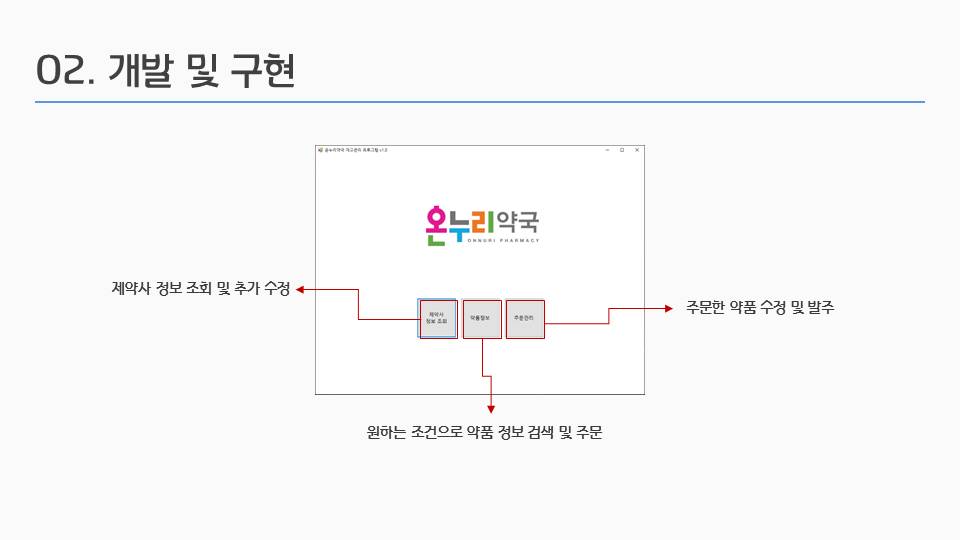 02. 개발 및 구현
온누리약국 재고관리 프로그램 v1.0
온누리약국
ONNURI PHARMACY
제약사 정보 조회 및 추가 수정
주문한 약품 수정 및 발주
제약사
정보 조회
약품정보
주문관리
원하는 조건으로 약품 정보 검색 및 주문